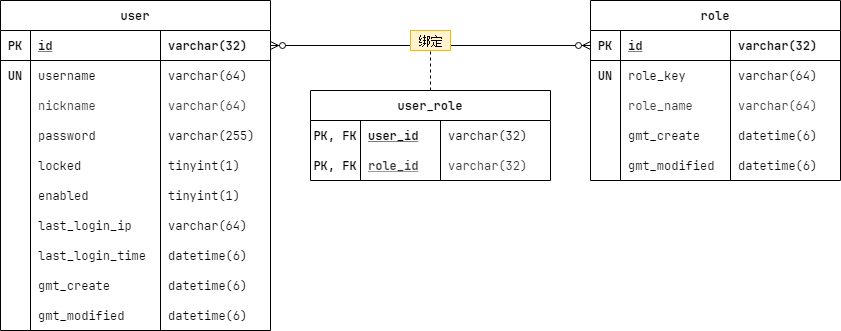 user
PK id varchar(32)
UN username varchar(64)
nickname varchar(64)
password varchar(255)
locked tinyint(1)
enabled tinyint(1)
last_login_ip varchar(64)
last_login_time datetime(6)
gmt_create datetime(6)
gmt_modified datetime(6)
绑定
user_role
PK, FK user_id varchar(32)
PK, FK role_id varchar(32)
role
PK id varchar(32)
UN role_key varchar(64)
role_name varchar(64)
gmt_create datetime(6)
gmt_modified datetime(6)